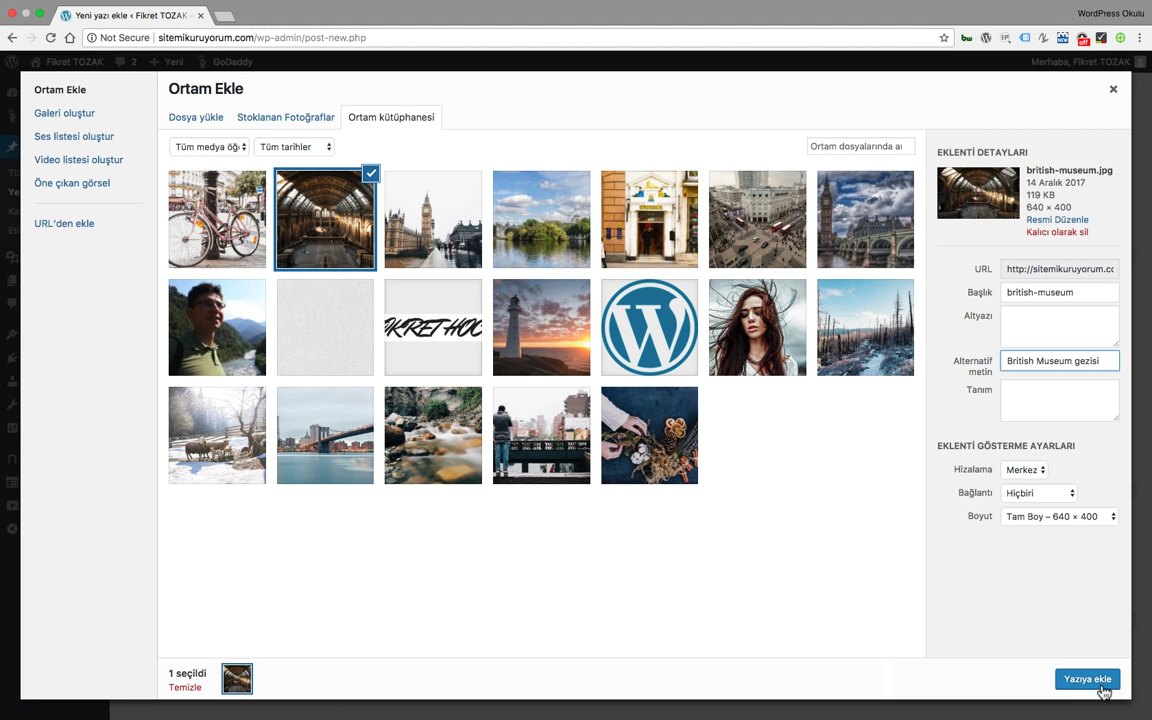 Yeni yazı ekle ‹ Fikret TOZAK -
WordPress Okulu
Not Secure
sitemikuruyorum.com/wp-admin/post-new.php
Fikret TOZAK
2
Yeni
GoDaddy
Merhaba, Fikret TOZAK
Ortam Ekle
Galeri oluştur
Ses listesi oluştur
Video listesi oluştur
Öne çıkan görsel
URL'den ekle
Ortam Ekle
Dosya yükle
Stoklanan Fotoğraflar
Ortam kütüphanesi
Tüm medya öğ
Tüm tarihler
Ortam dosyalarında aı
KRET HOC
EKLENTİ DETAYLARI
british-museum.jpg
14 Aralık 2017
119 KB
640 × 400
Resmi Düzenle
Kalıcı olarak sil
URL http://sitemikuruyorum.cc
Başlık british-museum
Altyazı
Alternatif metin British Museum gezisi
Tanım
EKLENTİ GÖSTERME AYARLARI
Hizalama Merkez
Bağlantı Hiçbiri
Boyut Tam Boy – 640 × 400
1 seçildi
Temizle
Yazıya ekle